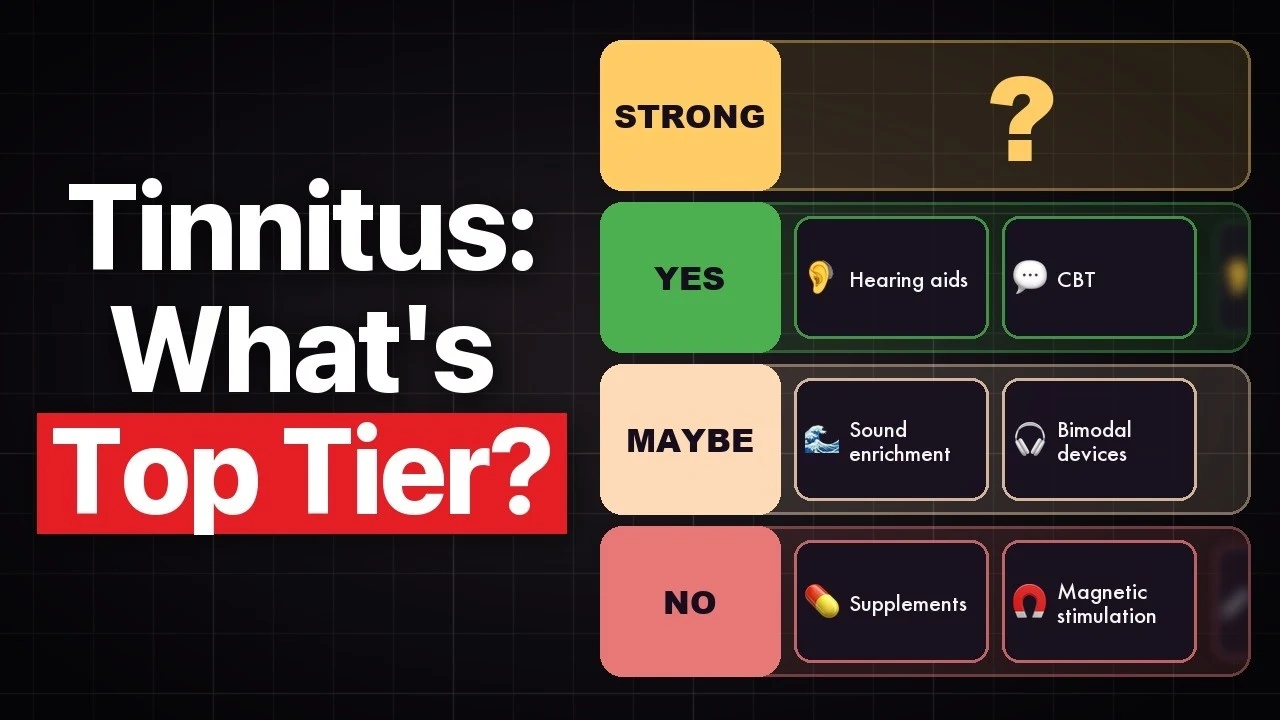 Tinnitus:
What's
Top Tier?
STRONG
?
YES
Hearing aids
CBT
MAYBE
Sound
enrichment
Bimodal
devices
NO
Supplements
Magnetic
stimulation